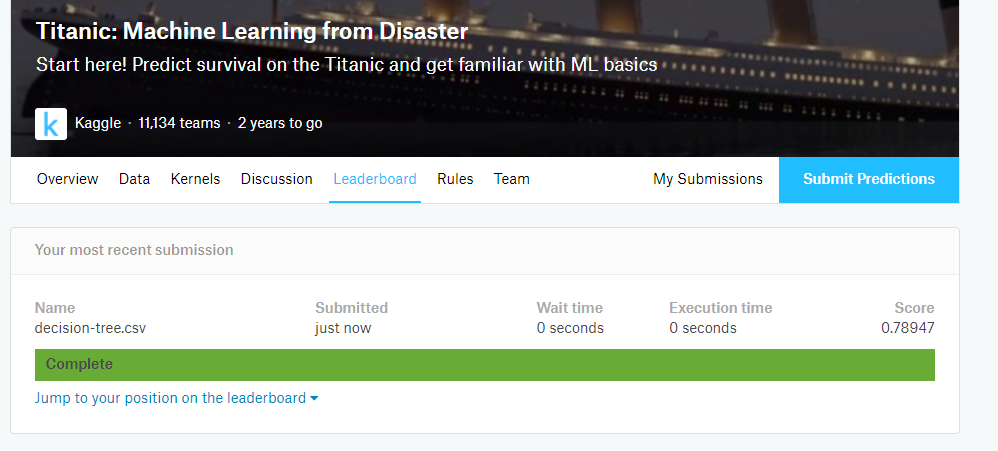 Titanic: Machine Learning from Disaster
Start here! Predict survival on the Titanic and get familiar with ML basics
k Kaggle · 11,134 teams · 2 years to go
Overview Data Kernels Discussion Leaderboard Rules Team My Submissions Submit Predictions
Your most recent submission
Name Submitted Wait time Execution time Score
decision-tree.csv just now 0 seconds 0 seconds 0.78947
Complete
Jump to your position on the leaderboard